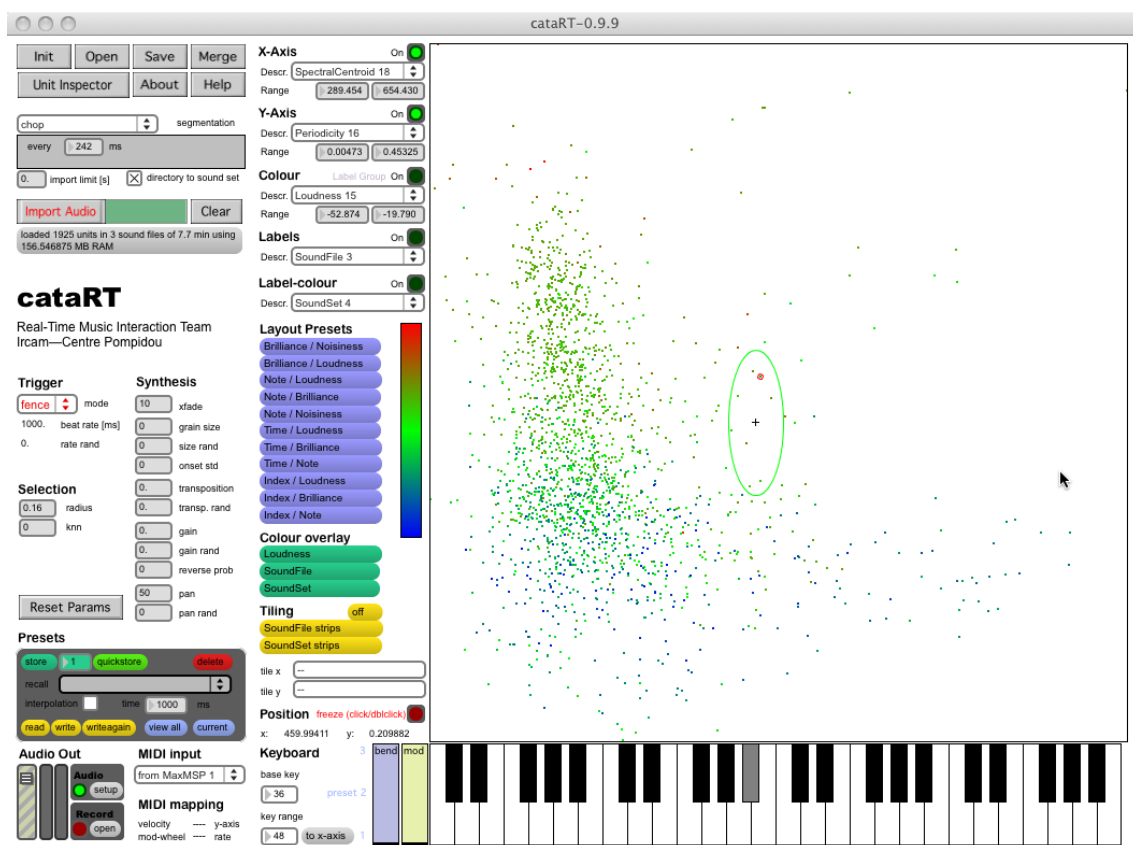 cataRT-0.9.9
Init Open Save Merge
Unit Inspector About Help
chop segmentation
every 242 ms
0. import limit [s] directory to sound set
Import Audio Clear
loaded 1925 units in 3 sound files of 7.7 min using
156.546875 MB RAM
cataRT
Real-Time Music Interaction Team
Ircam—Centre Pompidou
Trigger
fence mode
1000. beat rate [ms]
0. rate rand
Selection
0.16 radius
0 knn
Reset Params
Synthesis
10 xfade
0 grain size
0 size rand
0 onset std
0. transposition
0. transp. rand
0. gain
0. gain rand
0 reverse prob
50 pan
0 pan rand
Presets
store 1 quickstore delete
recall
interpolation time 1000 ms
read write writeagain view all current
Audio Out
Audio
setup
Record
open
MIDI input
from MaxMSP 1
MIDI mapping
velocity ---- y-axis
mod-wheel ---- rate
X-Axis On
Descr. SpectralCentroid 18
Range 289.454 654.430
Y-Axis On
Descr. Periodicity 16
Range 0.00473 0.45325
Colour Label Group On
Descr. Loudness 15
Range -52.874 -19.790
Labels On
Descr. SoundFile 3
Label-colour On
Descr. SoundSet 4
Layout Presets
Brilliance / Noisiness
Brilliance / Loudness
Note / Loudness
Note / Brilliance
Note / Noisiness
Time / Loudness
Time / Brilliance
Time / Note
Index / Loudness
Index / Brilliance
Index / Note
Colour overlay
Loudness
SoundFile
SoundSet
Tiling off
SoundFile strips
SoundSet strips
tile x --
tile y --
Position freeze (click/dblclick)
x: 459.99411 y: 0.209882
Keyboard 3 bend mod
base key
36 preset 2
key range
48 to x-axis 1